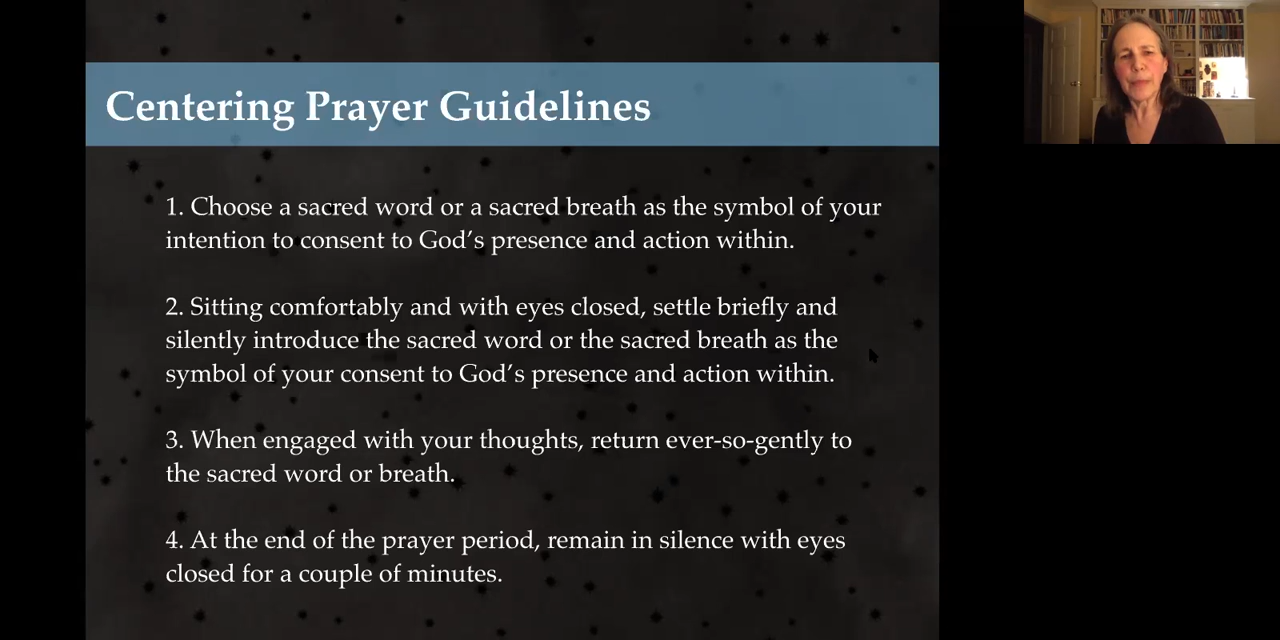 Centering Prayer Guidelines
1. Choose a sacred word or a sacred breath as the symbol of your
intention to consent to God’s presence and action within.
2. Sitting comfortably and with eyes closed, settle briefly and
silently introduce the sacred word or the sacred breath as the
symbol of your consent to God’s presence and action within.
3. When engaged with your thoughts, return ever-so-gently to
the sacred word or breath.
4. At the end of the prayer period, remain in silence with eyes
closed for a couple of minutes.